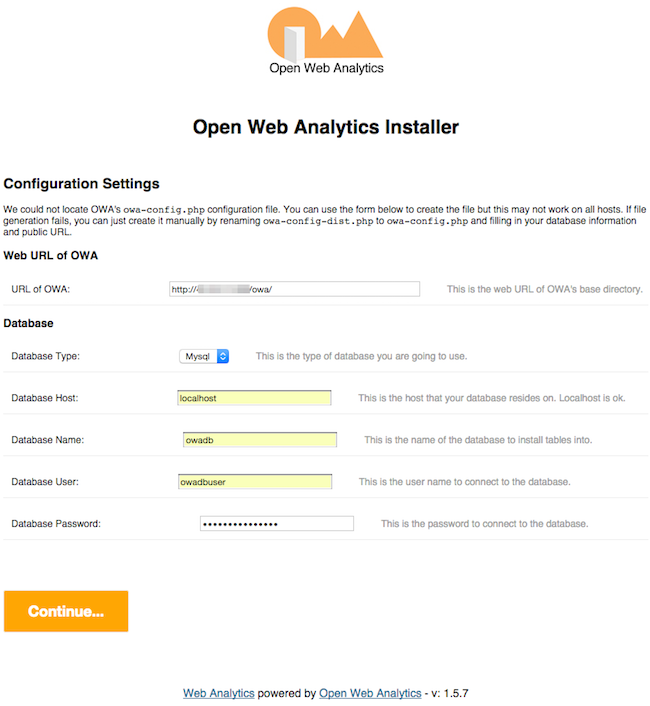 Open Web Analytics
Open Web Analytics Installer
Configuration Settings
We could not locate OWA's owa-config.php configuration file. You can use the form below to create the file but this may not work on all hosts. If file
generation fails, you can just create it manually by renaming owa-config-dist.php to owa-config.php and filling in your database information
and public URL.
Web URL of OWA
URL of OWA: http:// /owa/ This is the web URL of OWA's base directory.
Database
Database Type: Mysql This is the type of database you are going to use.
Database Host: localhost This is the host that your database resides on. Localhost is ok.
Database Name: owadb This is the name of the database to install tables into.
Database User: owadbuser This is the user name to connect to the database.
Database Password: ••••••••••••••• This is the password to connect to the database.
Continue...
Web Analytics powered by Open Web Analytics - v: 1.5.7